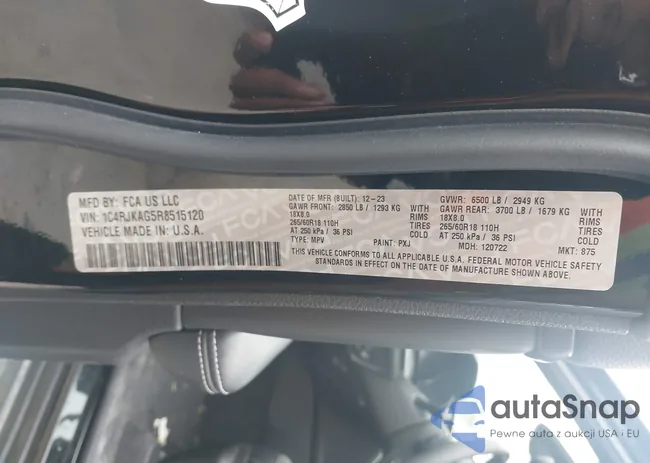 MFD BY: FCA US LLC
VIN: 1C4RJKAG5R8515120
VEHICLE MADE IN: U.S.A.
DATE OF MFR (BUILT): 12-23
GAWR FRONT: 2850 LB / 1293 KG
18X8.0 RIMS
265/60R18 110H TIRES
AT 250 kPa / 36 PSI COLD
TYPE: MPV PAINT: PXJ
GVWR: 6500 LB / 2949 KG
GAWR REAR: 3700 LB / 1679 KG
18X8.0 RIMS
265/60R18 110H TIRES
AT 250 kPa / 36 PSI COLD
MDH: 120722 MKT: 875
THIS VEHICLE CONFORMS TO ALL APPLICABLE U.S.A. FEDERAL MOTOR VEHICLE SAFETY
STANDARDS IN EFFECT ON THE DATE OF MANUFACTURE SHOWN ABOVE.
autaSnap
Pewne auta z aukcji USA i EU